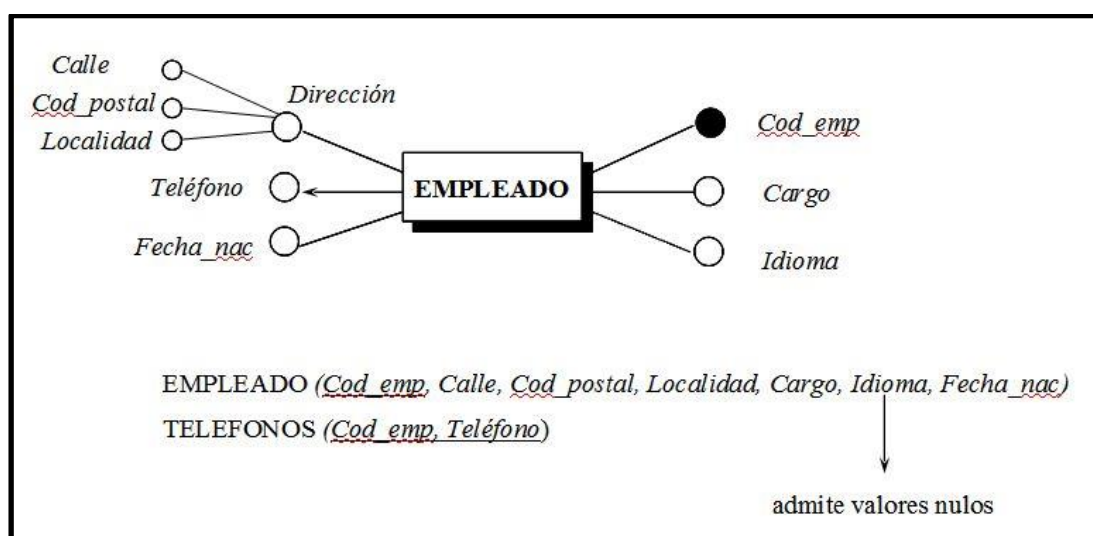 Calle
Cod_postal
Localidad
Dirección
Teléfono
Fecha_nac
EMPLEADO
Cod_emp
Cargo
Idioma
EMPLEADO (Cod_emp, Calle, Cod_postal, Localidad, Cargo, Idioma, Fecha_nac)
TELEFONOS (Cod_emp, Teléfono)
admite valores nulos